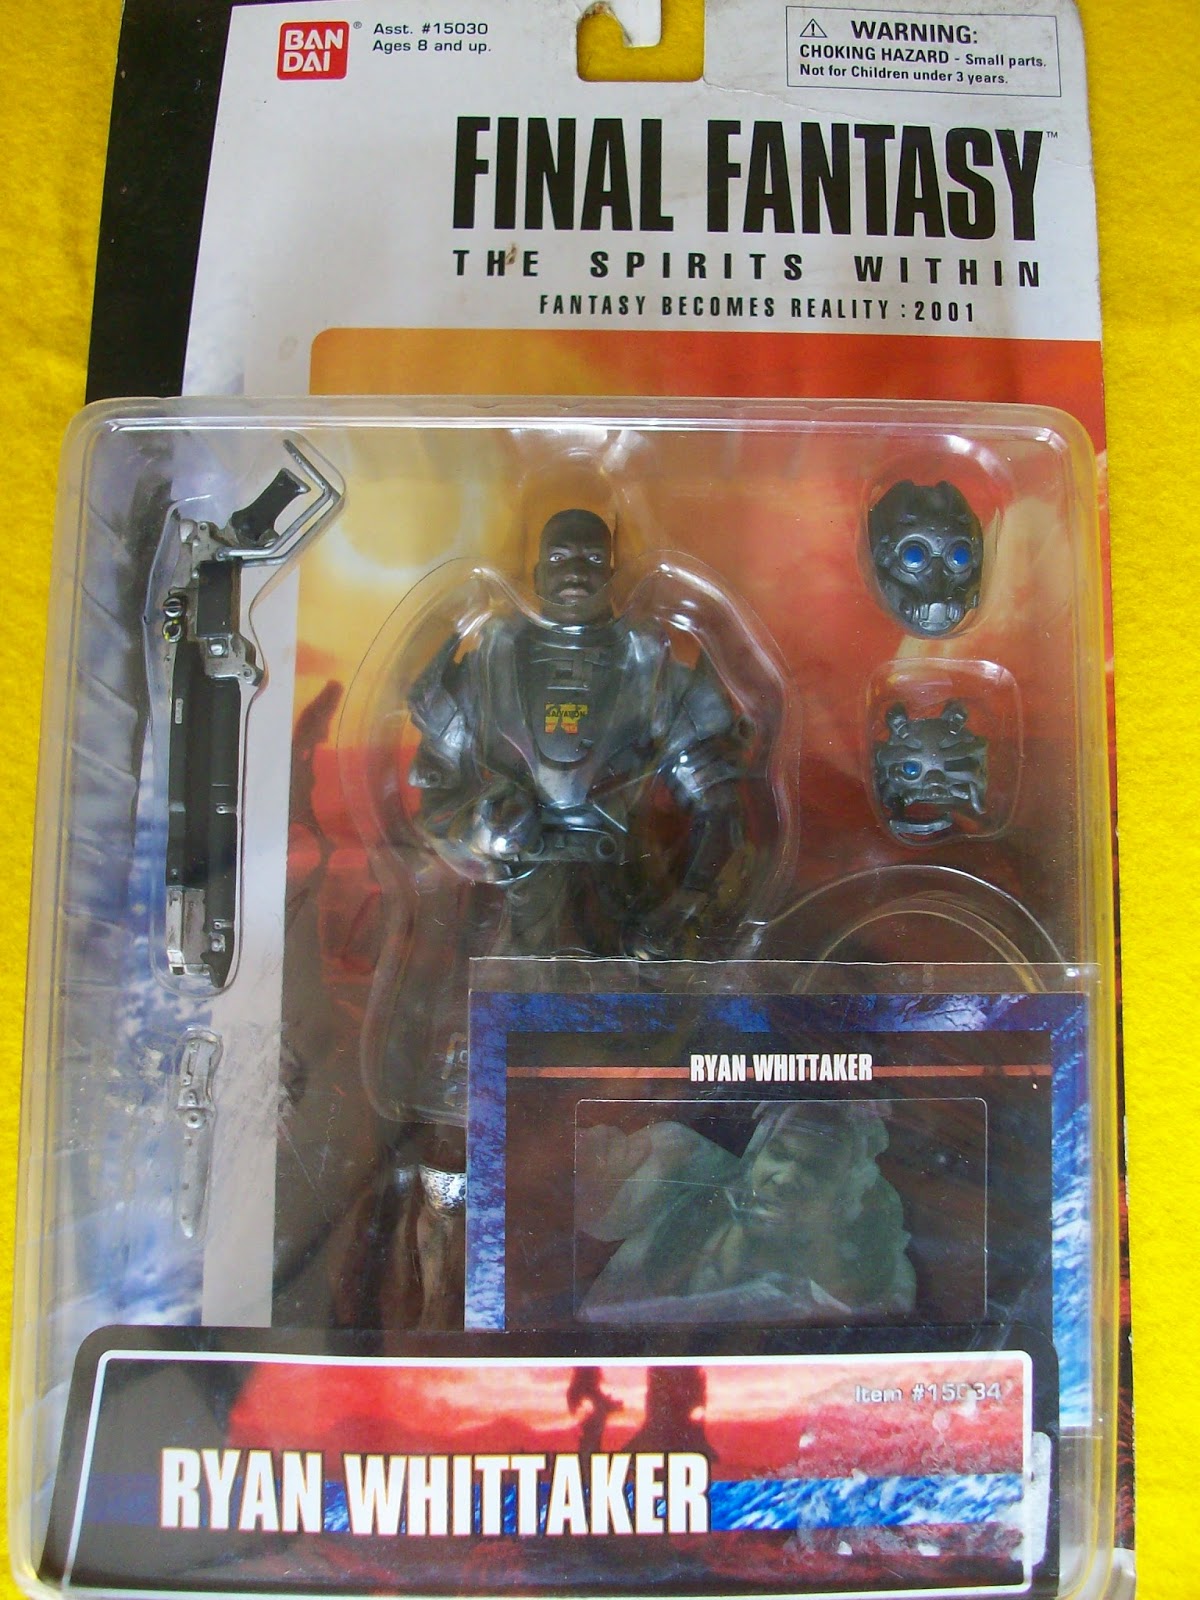 BAN
DAI®
Asst. #15030
Ages 8 and up.
⚠ WARNING:
CHOKING HAZARD - Small parts.
Not for Children under 3 years.
FINAL FANTASY™
THE SPIRITS WITHIN
FANTASY BECOMES REALITY : 2001
RYAN WHITTAKER
RYAN WHITTAKER